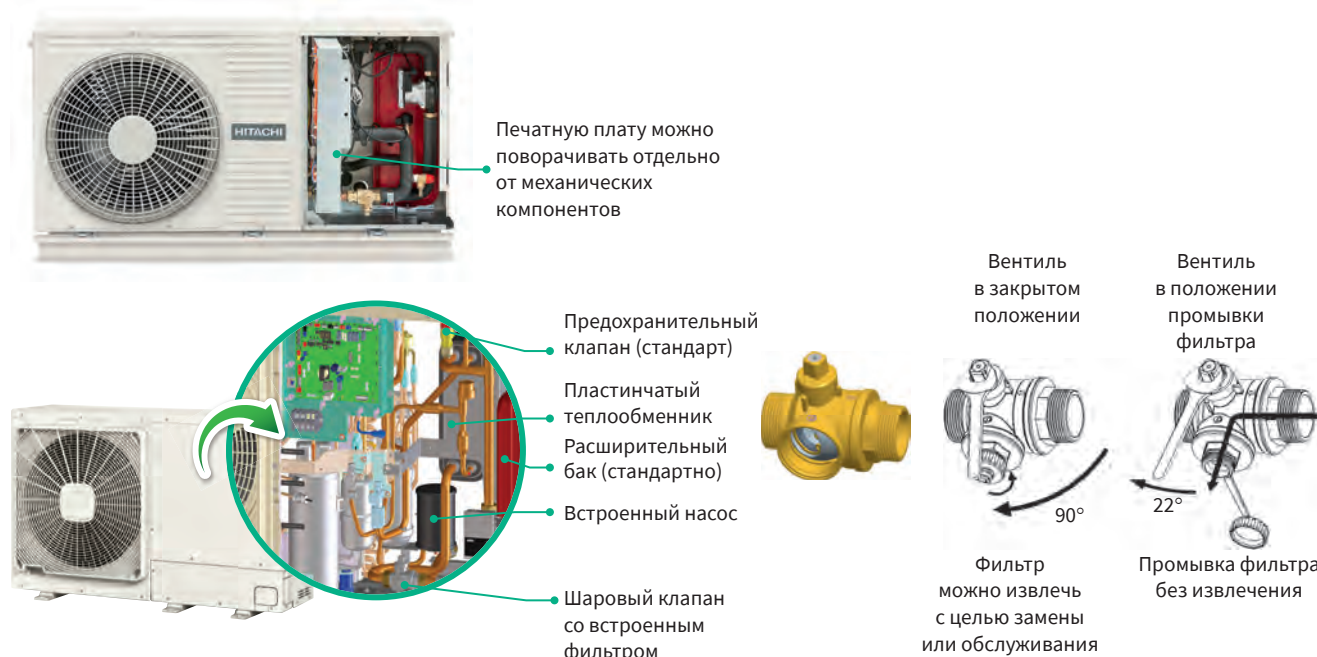 HITACHI
Печатную плату можно
поворачивать отдельно
от механических
компонентов
Предохранительный
клапан (стандарт)
Пластинчатый
теплообменник
Расширительный
бак (стандартно)
Встроенный насос
Шаровый клапан
со встроенным
фильтром
Вентиль
в закрытом
положении
90°
Фильтр
можно извлечь
с целью замены
или обслуживания
Вентиль
в положении
промывки
фильтра
22°
Промывка фильтра
без извлечения